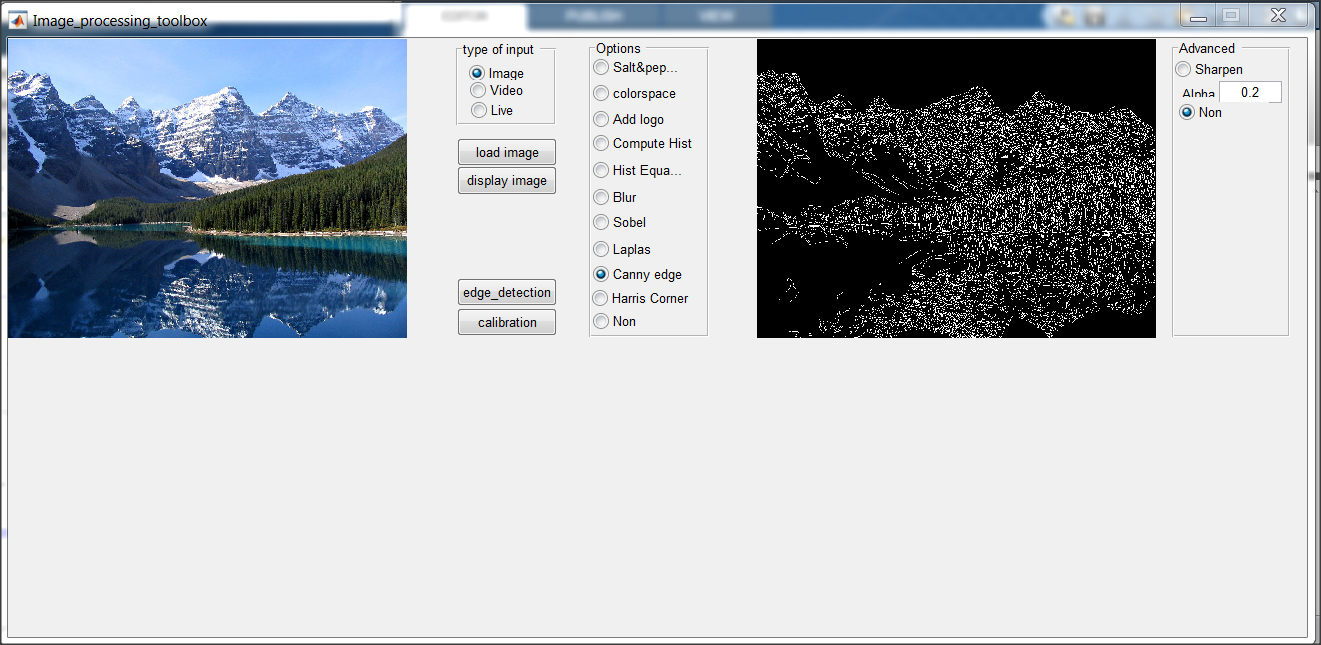 Image_processing_toolbox
EDITOR PUBLISH VIEW
type of input
Image
Video
Live
load image
display image
edge_detection
calibration
Options
Salt&pep...
colorspace
Add logo
Compute Hist
Hist Equa...
Blur
Sobel
Laplas
Canny edge
Harris Corner
Non
Advanced
Sharpen
Alpha 0.2
Non